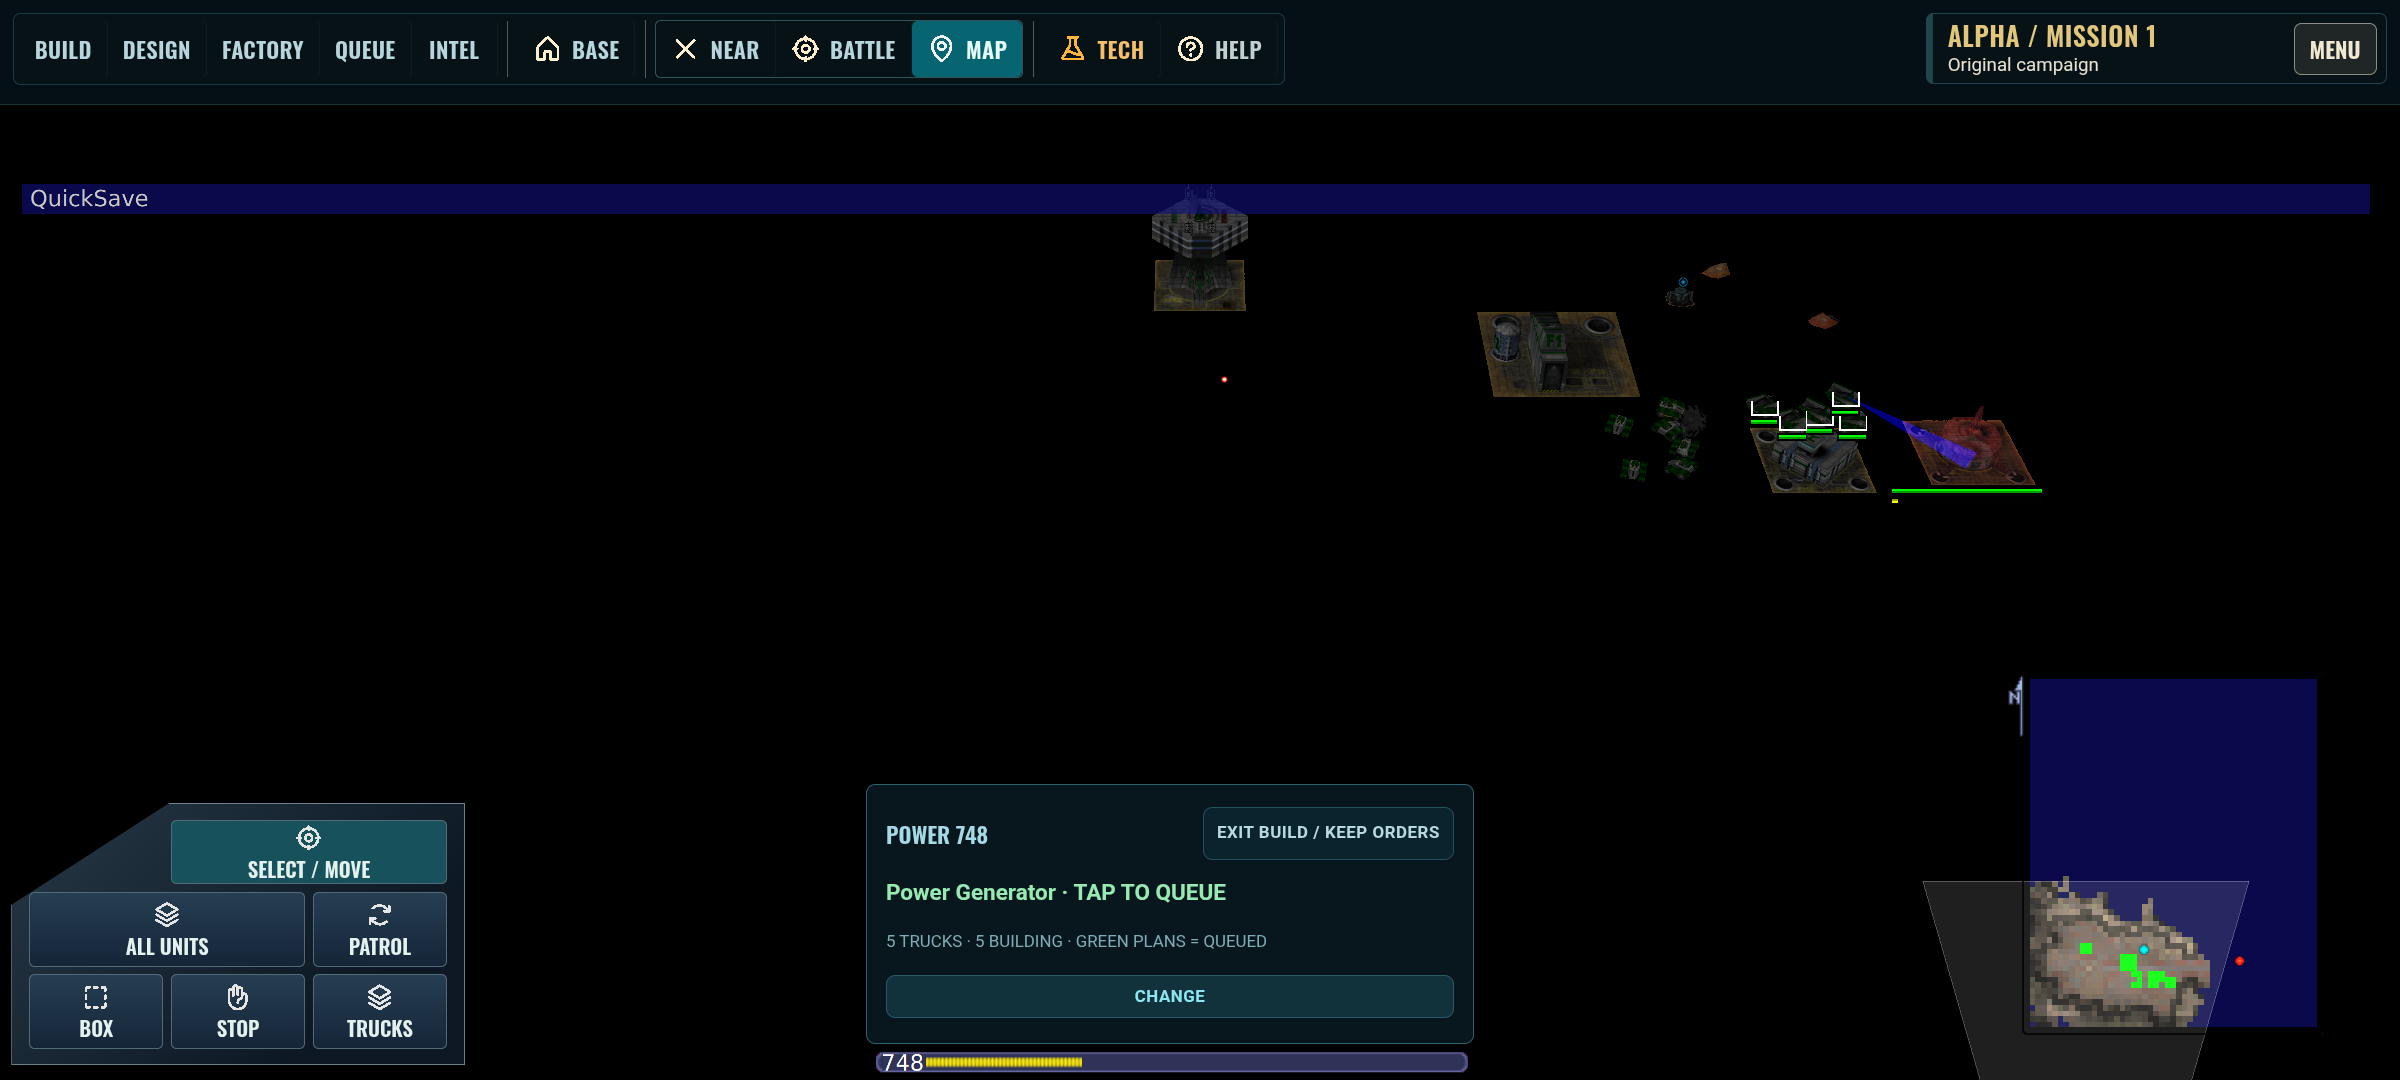 BUILD DESIGN FACTORY QUEUE INTEL BASE NEAR BATTLE MAP TECH HELP
ALPHA / MISSION 1
Original campaign
MENU
QuickSave
F1
N
SELECT / MOVE
ALL UNITS PATROL
BOX STOP TRUCKS
POWER 748 EXIT BUILD / KEEP ORDERS
Power Generator · TAP TO QUEUE
5 TRUCKS · 5 BUILDING · GREEN PLANS = QUEUED
CHANGE
748